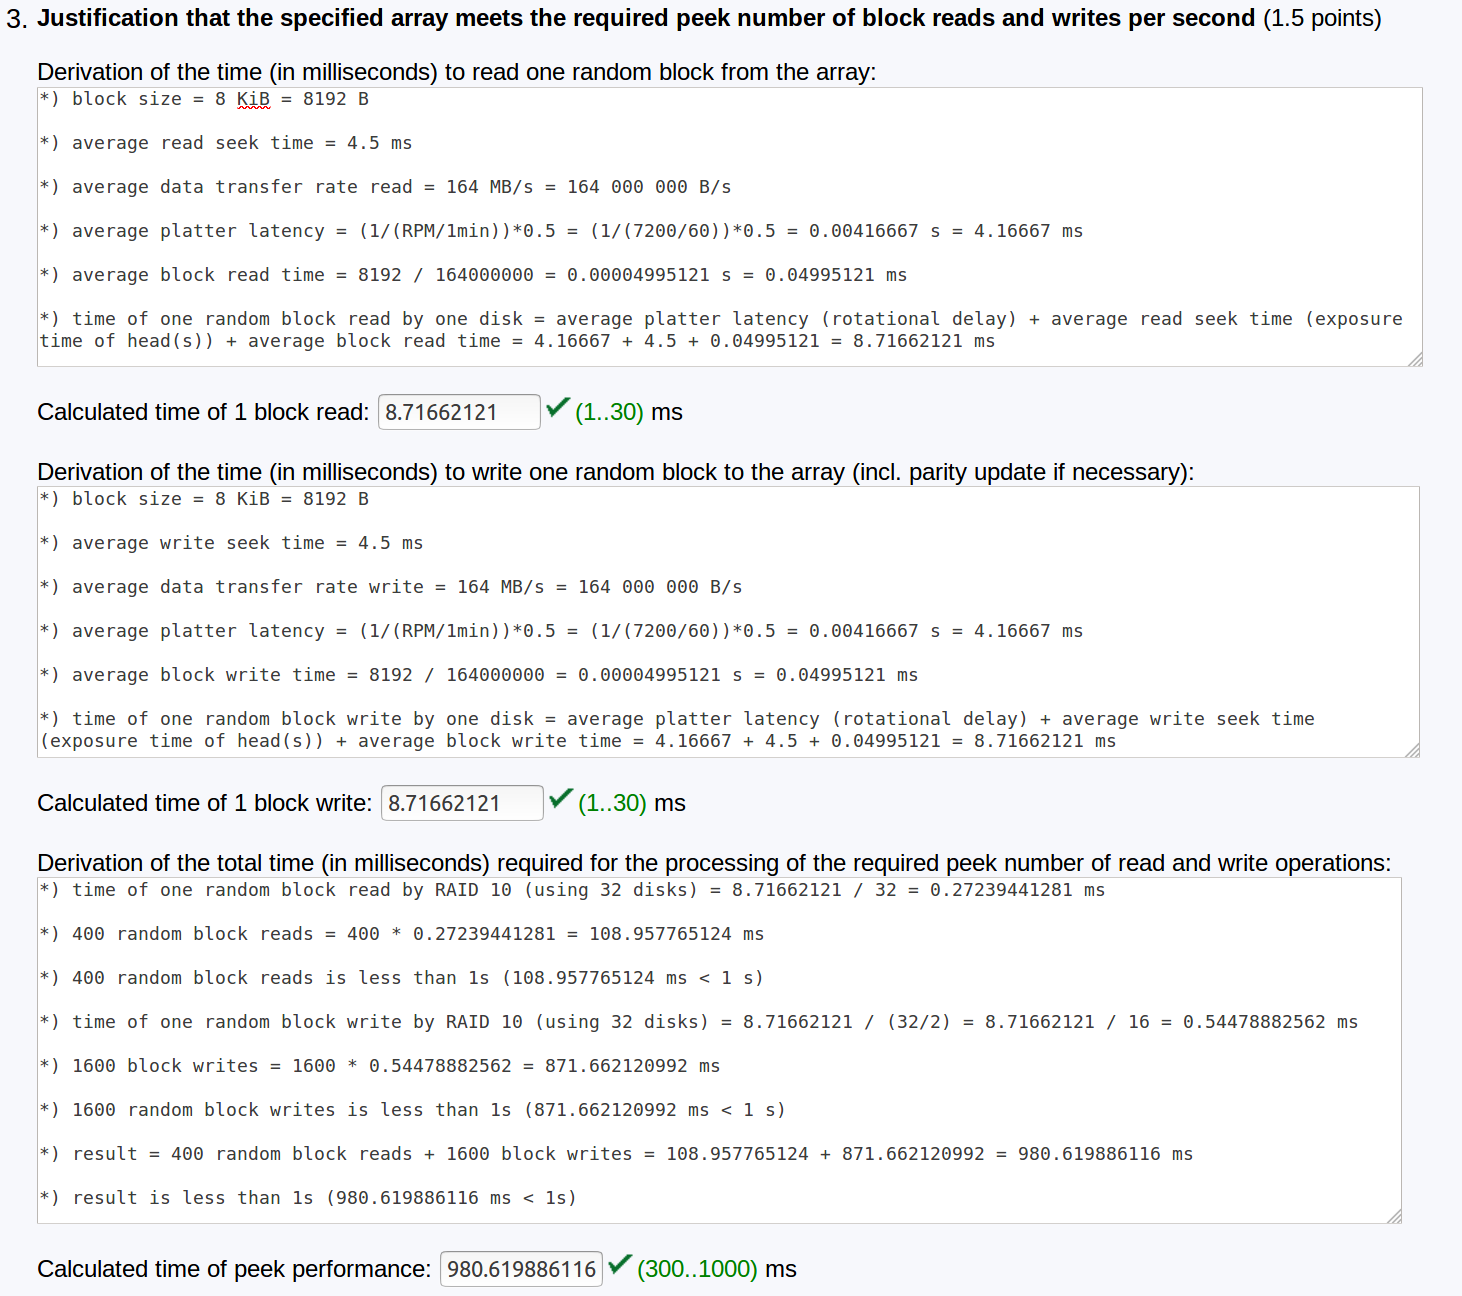 3. Justification that the specified array meets the required peek number of block reads and writes per second (1.5 points)
Derivation of the time (in milliseconds) to read one random block from the array:
*) block size = 8 KiB = 8192 B
*) average read seek time = 4.5 ms
*) average data transfer rate read = 164 MB/s = 164 000 000 B/s
*) average platter latency = (1/(RPM/1min))*0.5 = (1/(7200/60))*0.5 = 0.00416667 s = 4.16667 ms
*) average block read time = 8192 / 164000000 = 0.00004995121 s = 0.04995121 ms
*) time of one random block read by one disk = average platter latency (rotational delay) + average read seek time (exposure
time of head(s)) + average block read time = 4.16667 + 4.5 + 0.04995121 = 8.71662121 ms
Calculated time of 1 block read: 8.71662121 ✔ (1..30) ms
Derivation of the time (in milliseconds) to write one random block to the array (incl. parity update if necessary):
*) block size = 8 KiB = 8192 B
*) average write seek time = 4.5 ms
*) average data transfer rate write = 164 MB/s = 164 000 000 B/s
*) average platter latency = (1/(RPM/1min))*0.5 = (1/(7200/60))*0.5 = 0.00416667 s = 4.16667 ms
*) average block write time = 8192 / 164000000 = 0.00004995121 s = 0.04995121 ms
*) time of one random block write by one disk = average platter latency (rotational delay) + average write seek time
(exposure time of head(s)) + average block write time = 4.16667 + 4.5 + 0.04995121 = 8.71662121 ms
Calculated time of 1 block write: 8.71662121 ✔ (1..30) ms
Derivation of the total time (in milliseconds) required for the processing of the required peek number of read and write operations:
*) time of one random block read by RAID 10 (using 32 disks) = 8.71662121 / 32 = 0.27239441281 ms
*) 400 random block reads = 400 * 0.27239441281 = 108.957765124 ms
*) 400 random block reads is less than 1s (108.957765124 ms < 1 s)
*) time of one random block write by RAID 10 (using 32 disks) = 8.71662121 / (32/2) = 8.71662121 / 16 = 0.54478882562 ms
*) 1600 block writes = 1600 * 0.54478882562 = 871.662120992 ms
*) 1600 random block writes is less than 1s (871.662120992 ms < 1 s)
*) result = 400 random block reads + 1600 block writes = 108.957765124 + 871.662120992 = 980.619886116 ms
*) result is less than 1s (980.619886116 ms < 1s)
Calculated time of peek performance: 980.619886116 ✔ (300..1000) ms